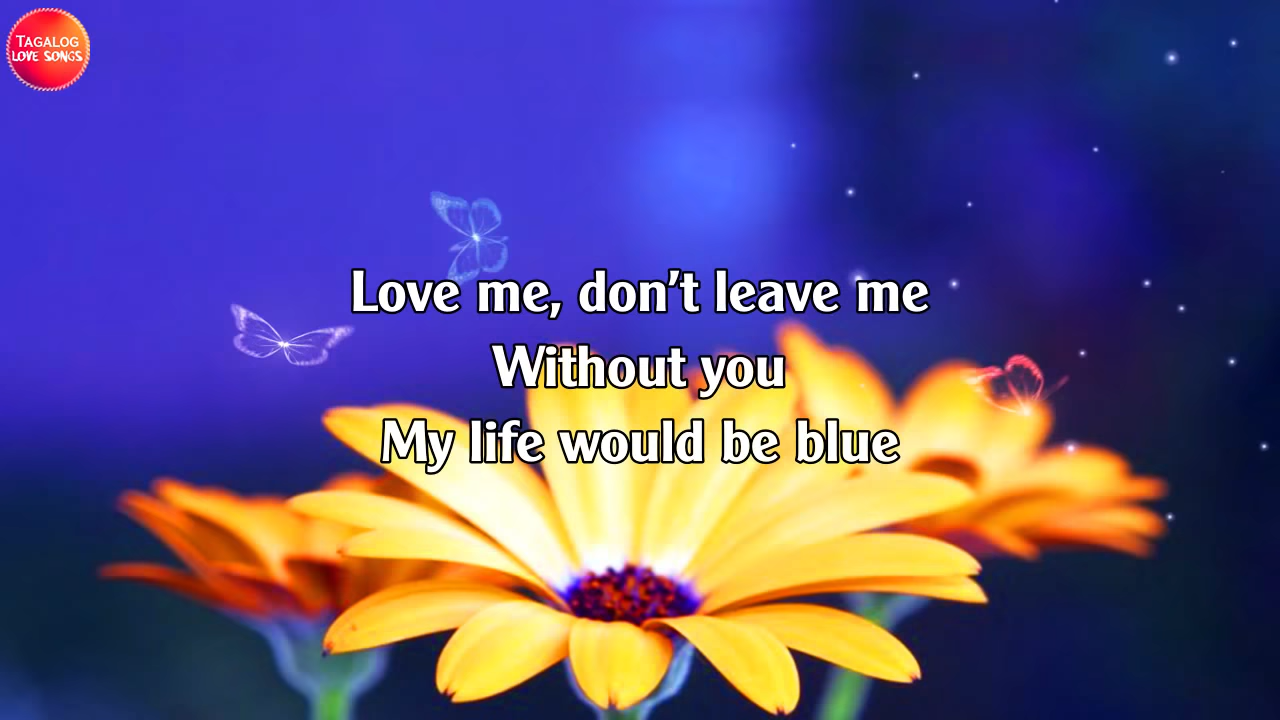 TAGALOG
LOVE SONGS
Love me, don't leave me
Without you
My life would be blue